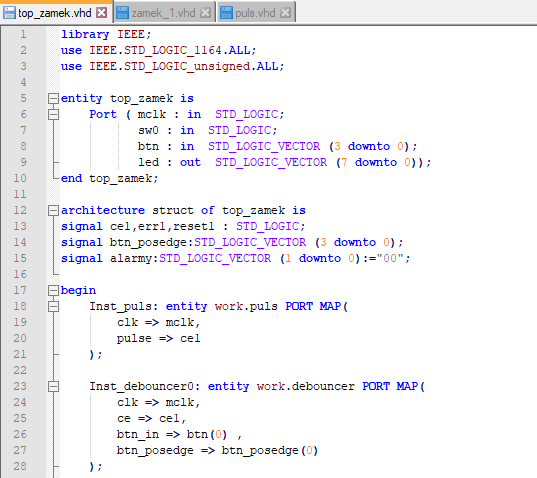 top_zamek.vhd zamek_1.vhd puls.vhd
1 library IEEE;
2 use IEEE.STD_LOGIC_1164.ALL;
3 use IEEE.STD_LOGIC_unsigned.ALL;
4
5 entity top_zamek is
6 Port ( mclk : in STD_LOGIC;
7 sw0 : in STD_LOGIC;
8 btn : in STD_LOGIC_VECTOR (3 downto 0);
9 led : out STD_LOGIC_VECTOR (7 downto 0));
10 end top_zamek;
11
12 architecture struct of top_zamek is
13 signal ce1,err1,reset1 : STD_LOGIC;
14 signal btn_posedge:STD_LOGIC_VECTOR (3 downto 0);
15 signal alarmy:STD_LOGIC_VECTOR (1 downto 0):="00";
16
17 begin
18 Inst_puls: entity work.puls PORT MAP(
19 clk => mclk,
20 pulse => ce1
21 );
22
23 Inst_debouncer0: entity work.debouncer PORT MAP(
24 clk => mclk,
25 ce => ce1,
26 btn_in => btn(0) ,
27 btn_posedge => btn_posedge(0)
28 );